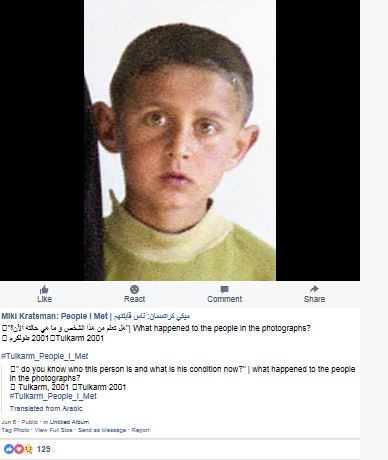 Like React Comment Share
Miki Kratsman: People I Met | ميكي كراتسمان: ناس قابلتهم
"هل تعلم من هذا الشخص و ما هي حالته الآن؟"| What happened to the people in the photographs?
طولكرم 2001 Tulkarm 2001
#Tulkarm_People_I_Met
" do you know who this person is and what is his condition now?" | what happened to the people
in the photographs?
Tulkarm, 2001 Tulkarm 2001
#Tulkarm_People_I_Met
Translated from Arabic
Jun 6 · Public · in Untitled Album
Tag Photo · View Full Size · Send as Message · Report
129